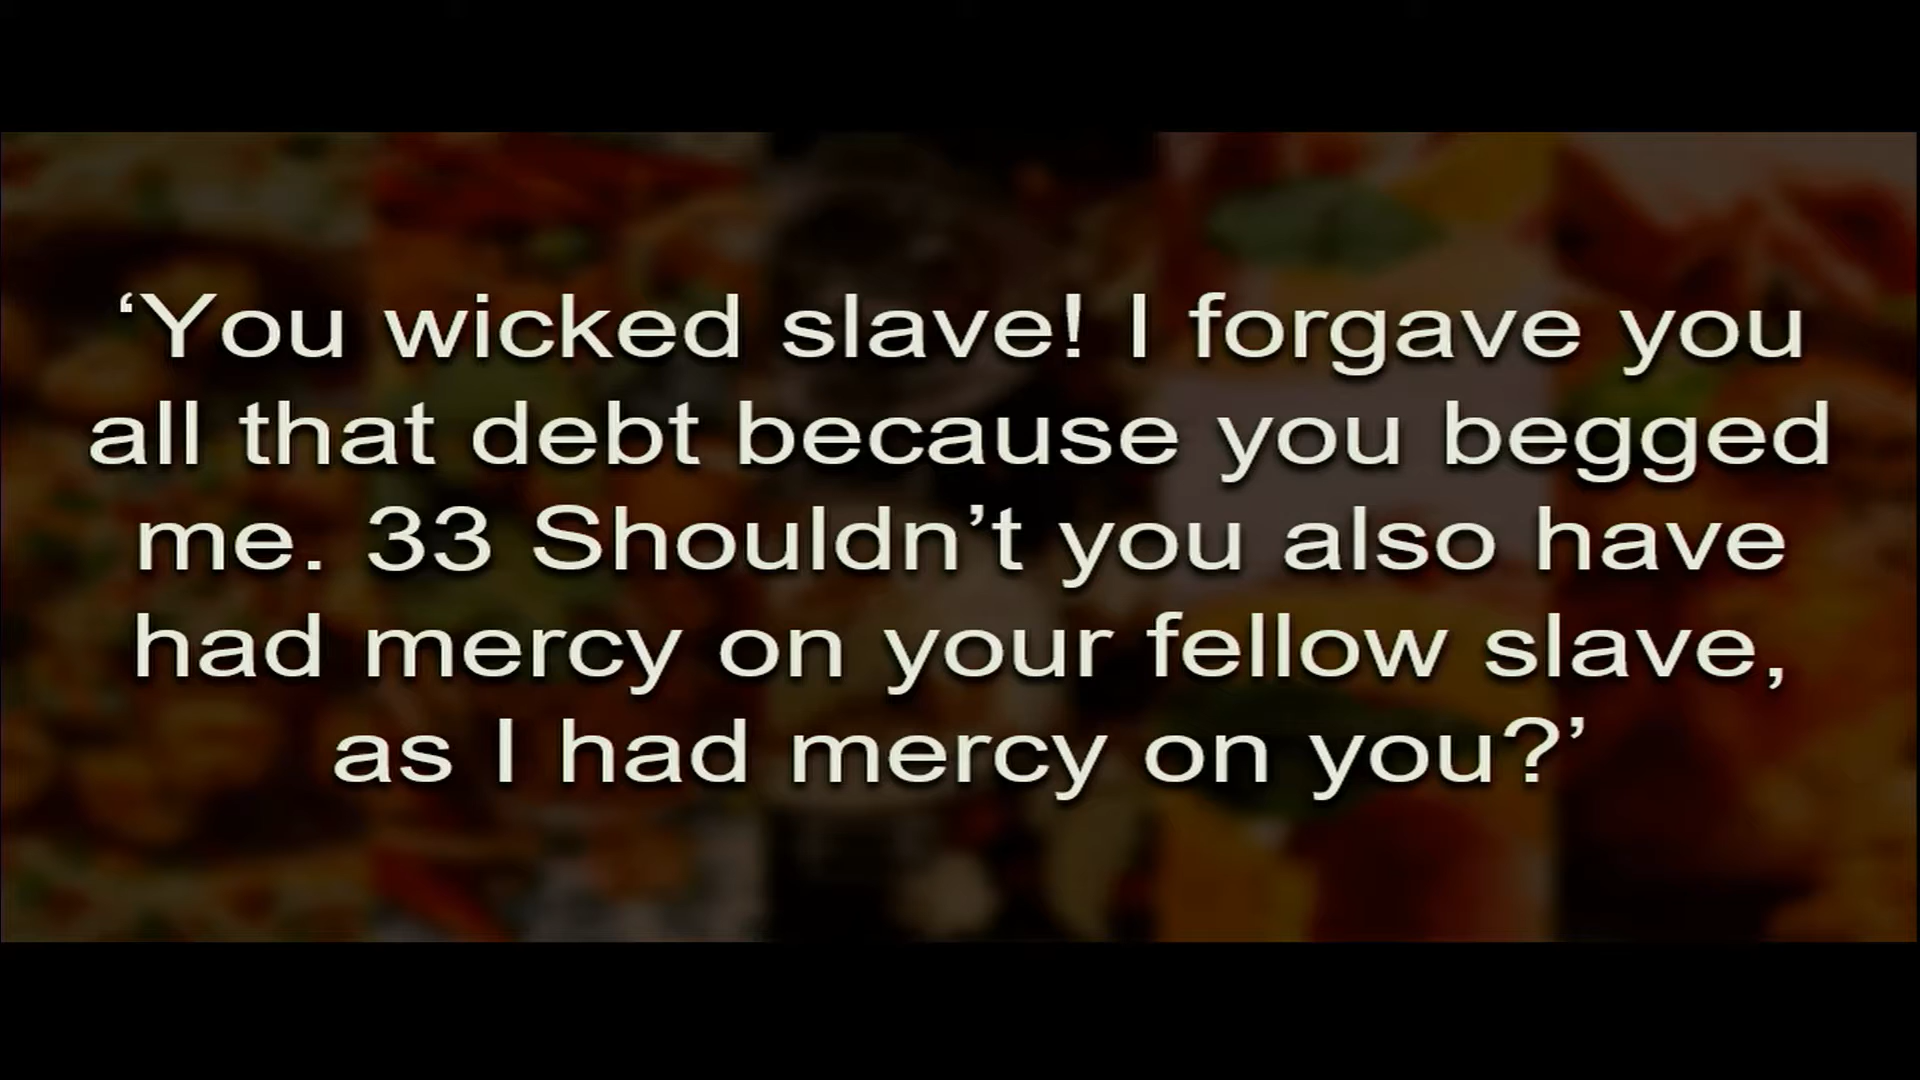 ‘You wicked slave! I forgave you
all that debt because you begged
me. 33 Shouldn’t you also have
had mercy on your fellow slave,
as I had mercy on you?’